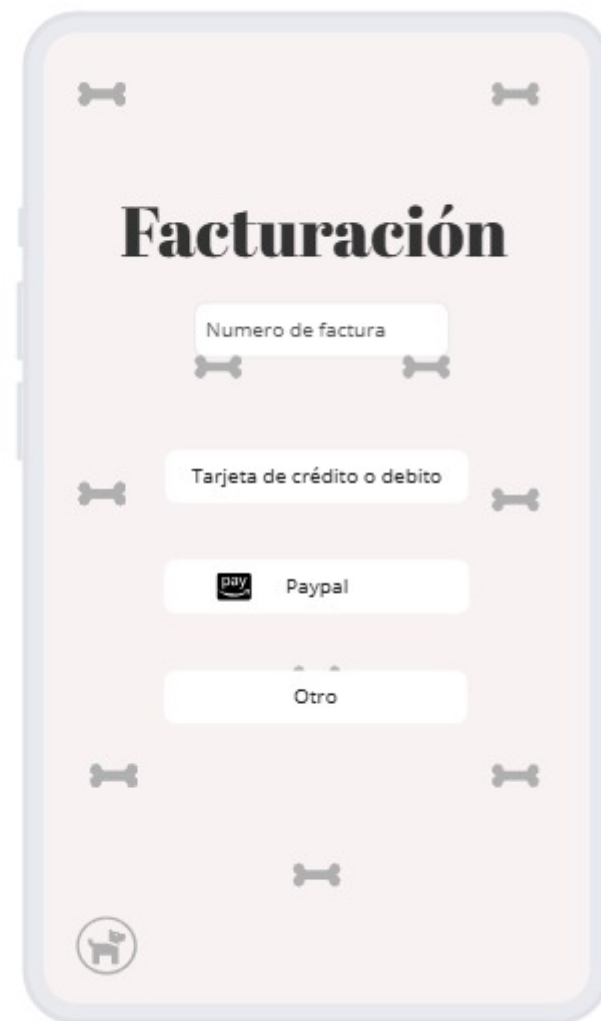 Facturación
Numero de factura
Tarjeta de crédito o debito
pay Paypal
Otro